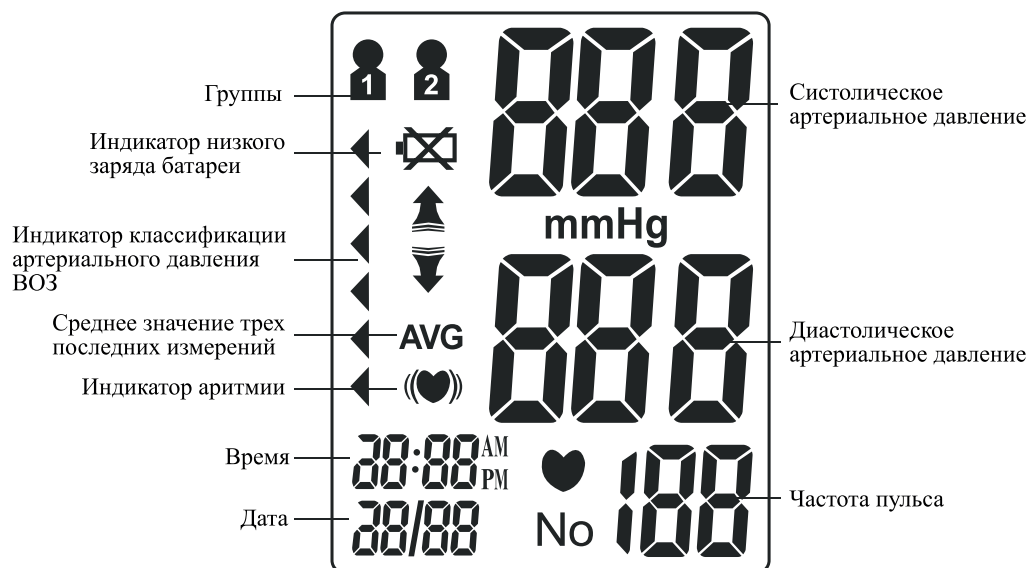 1 2
Группы
Индикатор низкого
заряда батареи
Индикатор классификации
артериального давления
ВОЗ
Среднее значение трех
последних измерений
Индикатор аритмии
Время
Дата
888
mmHg
888
AVG
28:88 AM
PM
28/88
No 188
Систолическое
артериальное давление
Диастолическое
артериальное давление
Частота пульса